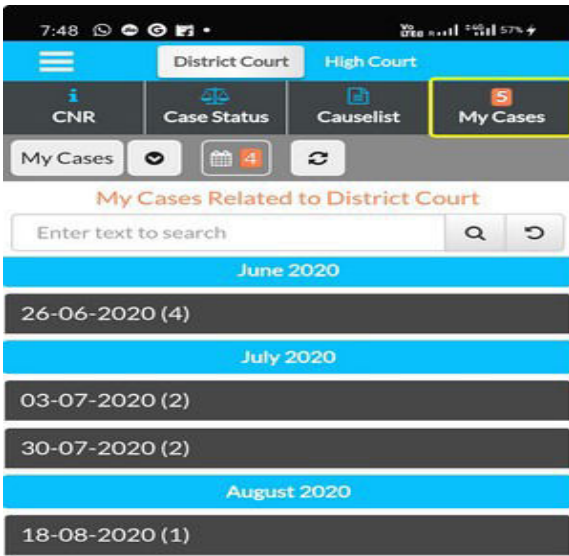 7:48 57%
District Court High Court
5
CNR Case Status Causelist My Cases
My Cases 4
My Cases Related to District Court
Enter text to search
June 2020
26-06-2020 (4)
July 2020
03-07-2020 (2)
30-07-2020 (2)
August 2020
18-08-2020 (1)